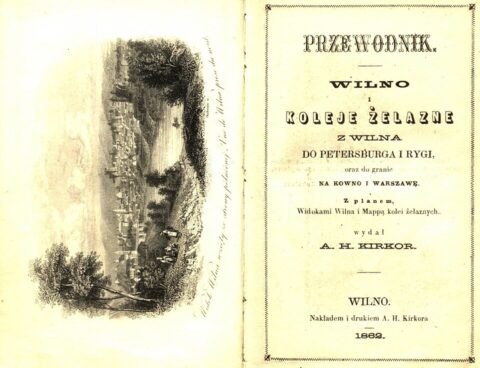 PRZEWODNIK.
WILNO
I
KOLEJE ŻELAZNE
Z WILNA
DO PETERSBURGA I RYGI,
oraz do granic
NA KOWNO I WARSZAWĘ.
Z planem,
Widokami Wilna i Mappą kolei żelaznych.
wydał
A. H. KIRKOR.
WILNO.
Nakładem i drukiem A. H. Kirkora
1862.